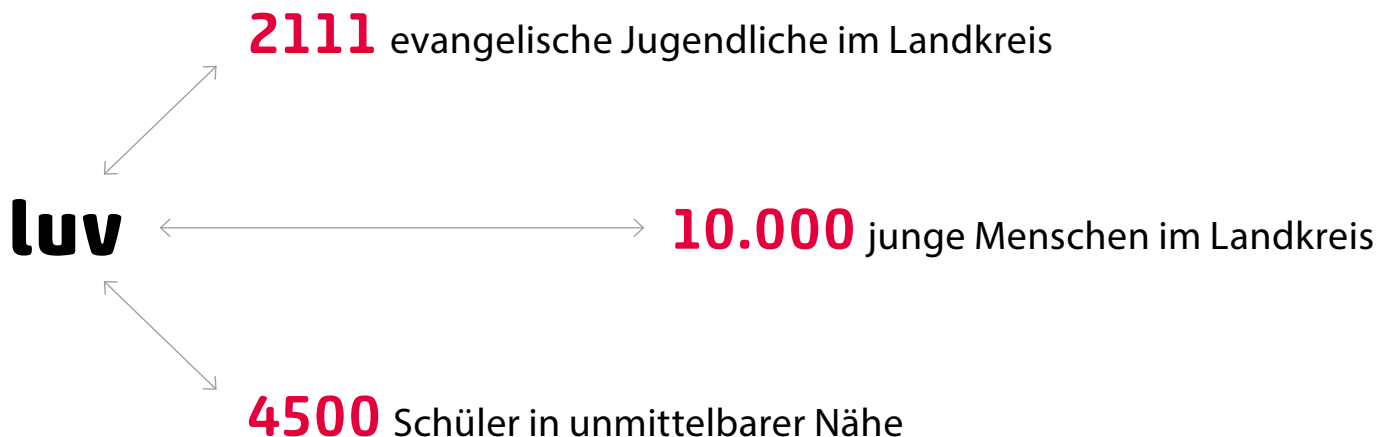 2111 evangelische Jugendliche im Landkreis
luv
10.000 junge Menschen im Landkreis
4500 Schüler in unmittelbarer Nähe